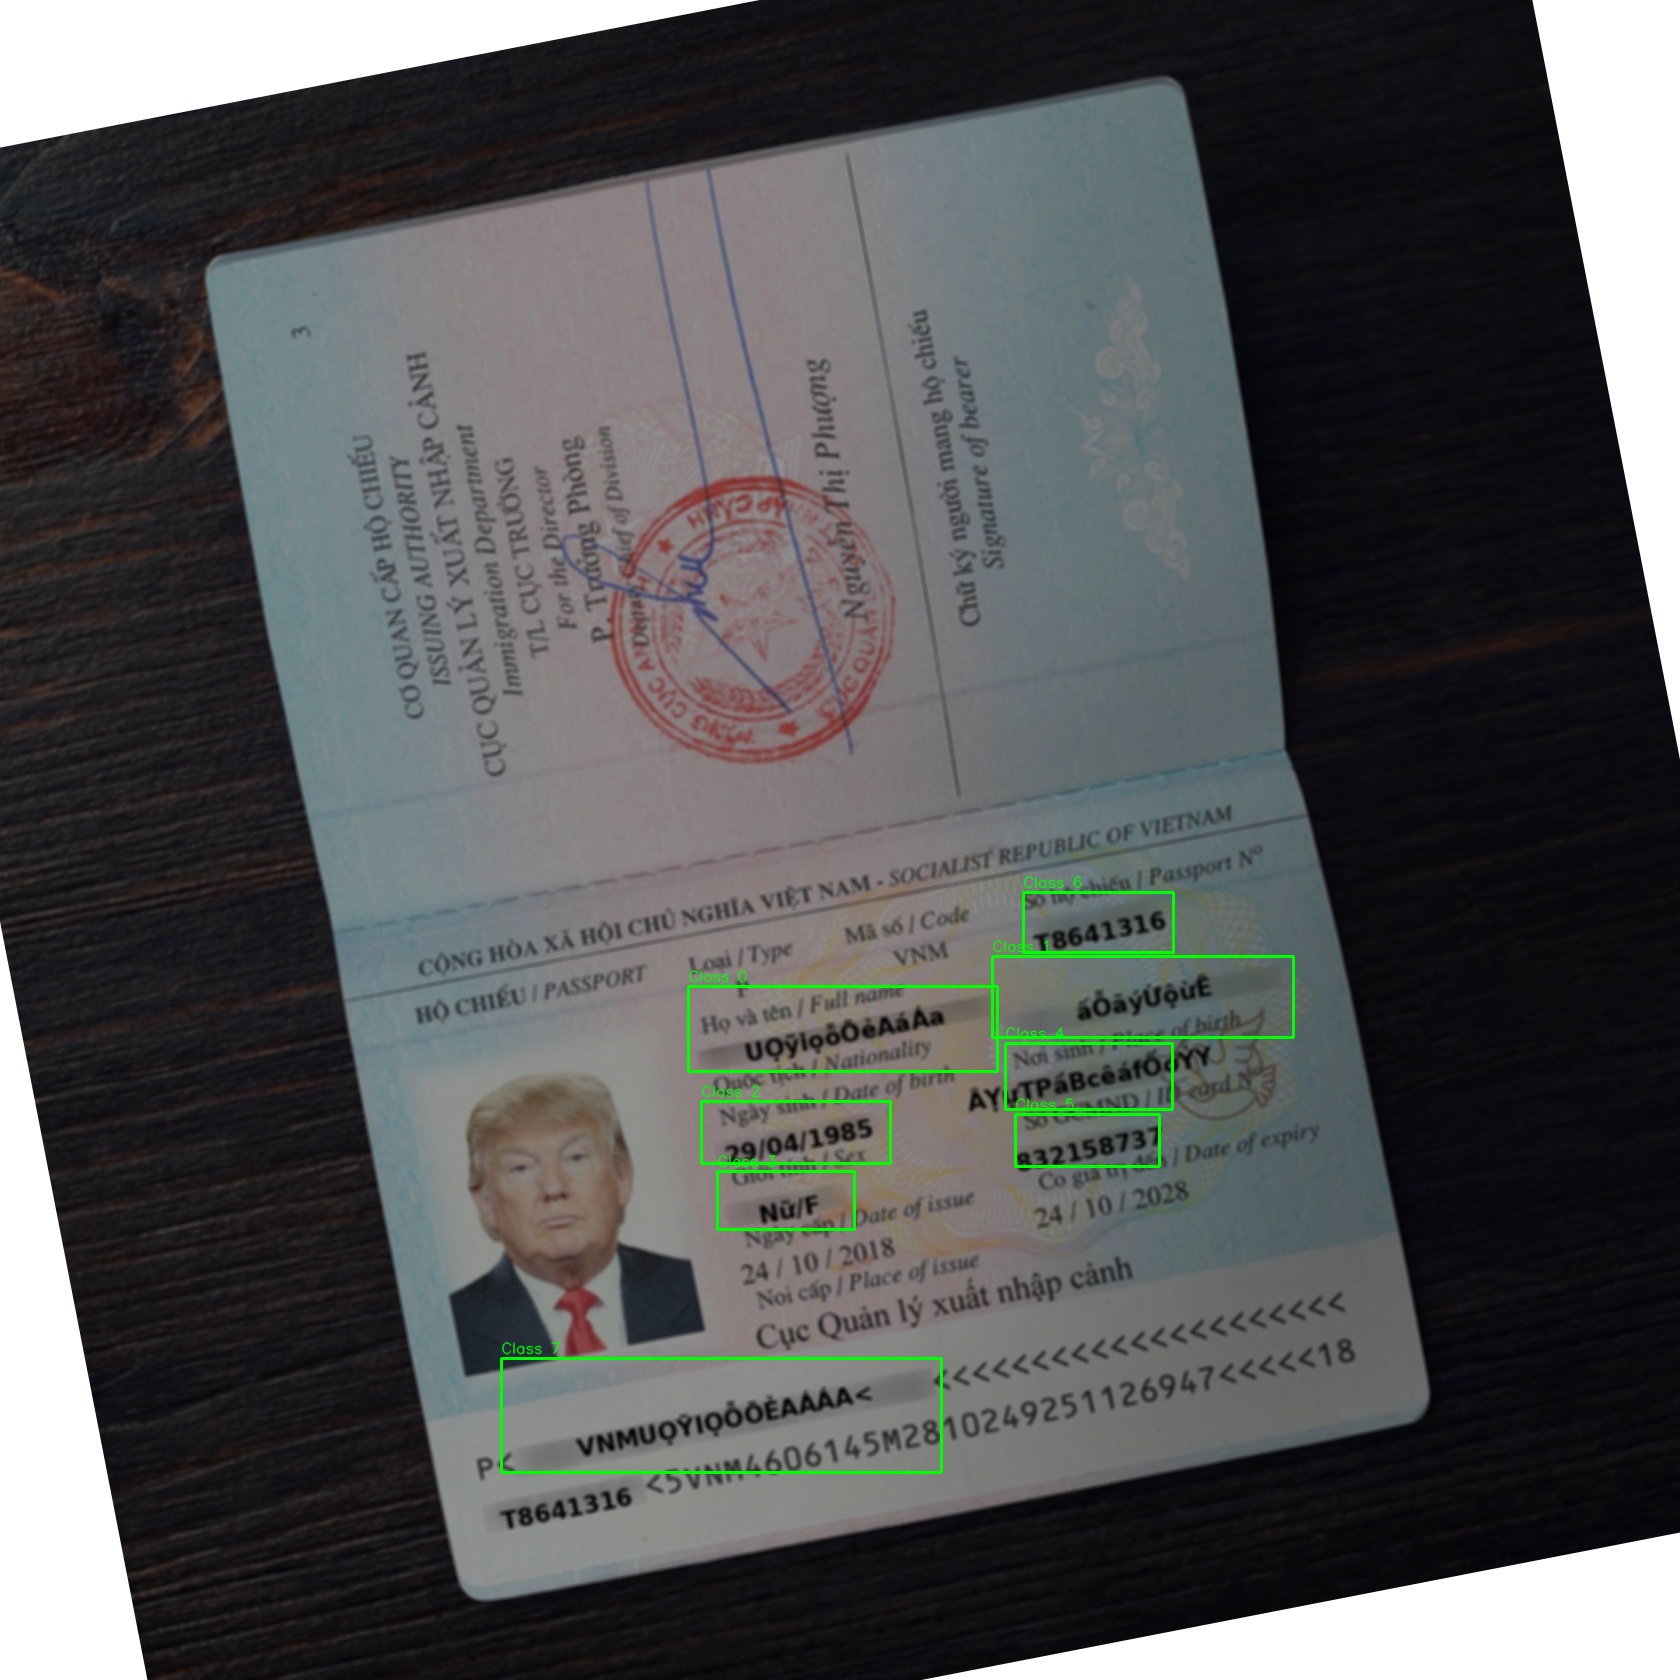 3
CƠ QUAN CẤP HỘ CHIẾU
ISSUING AUTHORITY
CỤC QUẢN LÝ XUẤT NHẬP CẢNH
Immigration Department
T/L CỤC TRƯỞNG
For the Director
P. Trưởng Phòng
Deputy Chief of Division
Nguyễn Thị Phượng
Chữ ký người mang hộ chiếu
Signature of bearer
CỘNG HÒA XÃ HỘI CHỦ NGHĨA VIỆT NAM - SOCIALIST REPUBLIC OF VIETNAM
HỘ CHIẾU / PASSPORT
Loại / Type
Mã số / Code
Class 6
Số hộ chiếu / Passport Nº
P
VNM
T8641316
Class 0
Họ và tên / Full name
UỌỹIọỗÕèAáÁa
Class 1
ấỖãýÙộừÊ
Quốc tịch / Nationality
Class 4
Nơi sinh / Place of birth
Class 2
Ngày sinh / Date of birth
29/04/1985
Class 5
Số GCMND / ID card Nº
832158737
Class 3
Giới tính / Sex
Nữ/F
Có giá trị đến / Date of expiry
24 / 10 / 2028
Ngày cấp / Date of issue
24 / 10 / 2018
Nơi cấp / Place of issue
Cục Quản lý xuất nhập cảnh
Class 7
P< VNMUỌỸIỌỖÕÈAÁÁA< <<<<<<<<<<<<<<<<<<<<
T8641316 <5VNM4606145M2810249251126947<<<<<18